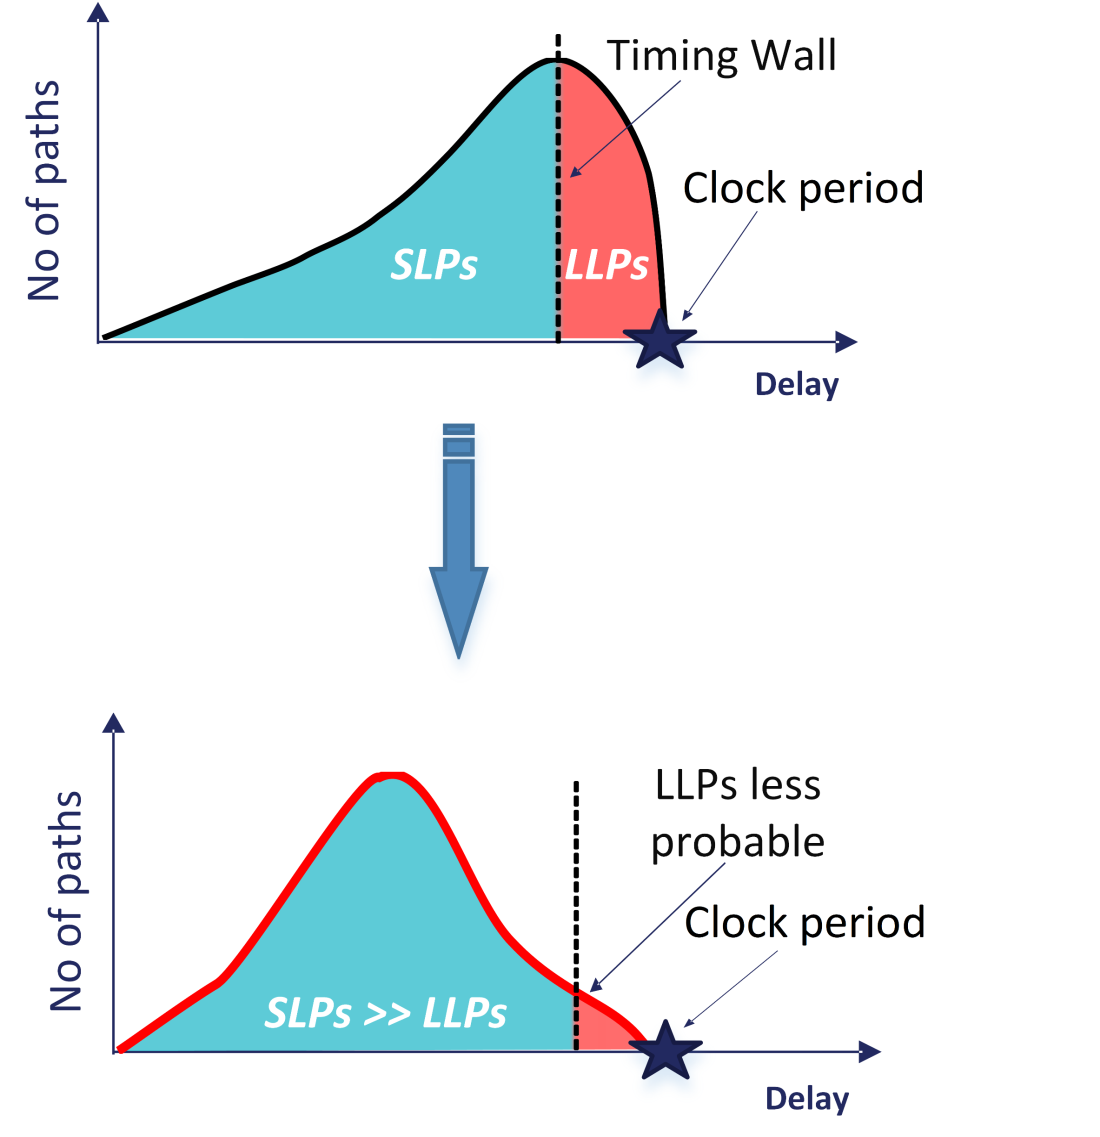 No of paths
Timing Wall
Clock period
SLPs
LLPs
Delay
No of paths
LLPs less
probable
Clock period
SLPs >> LLPs
Delay